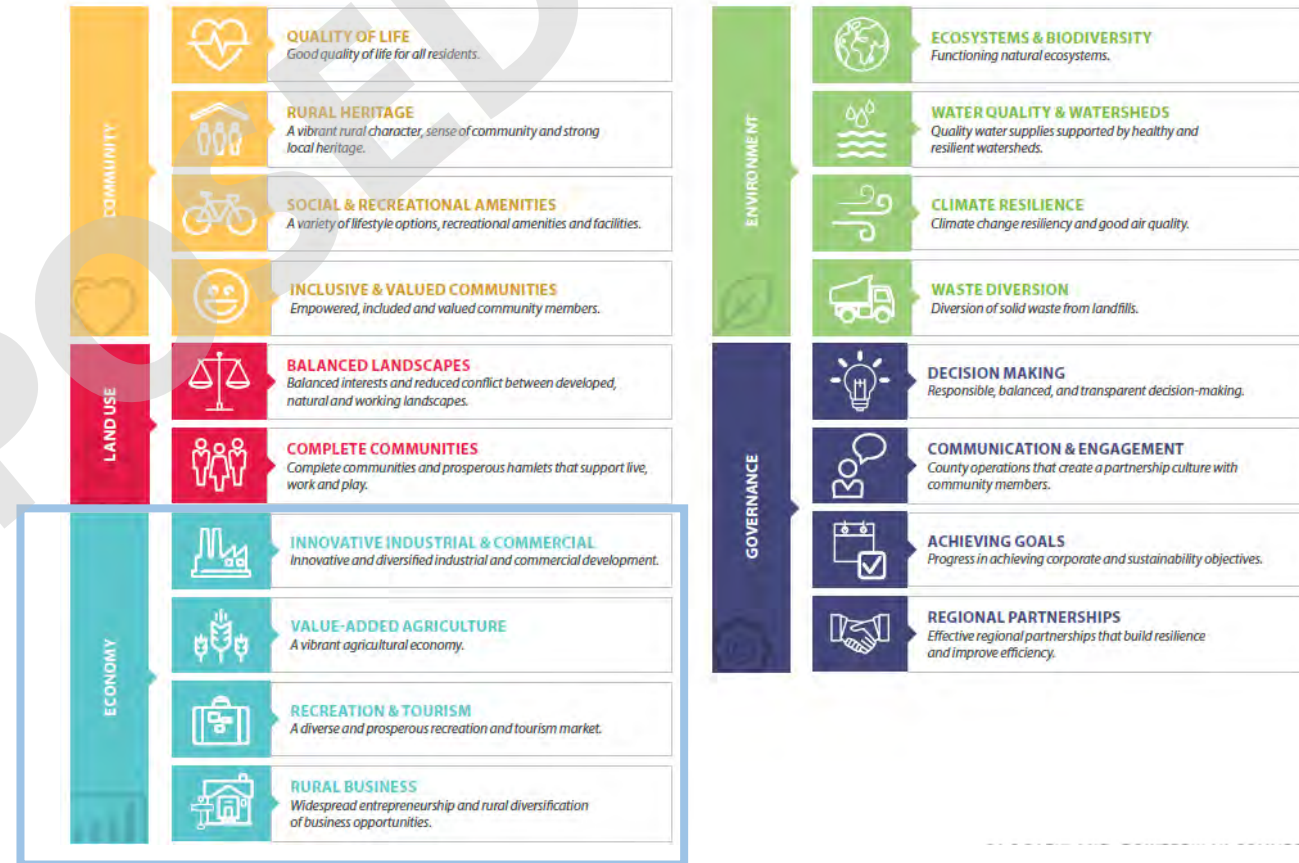 COMMUNITY
QUALITY OF LIFE
Good quality of life for all residents.
RURAL HERITAGE
A vibrant rural character, sense of community and strong
local heritage.
SOCIAL & RECREATIONAL AMENITIES
A variety of lifestyle options, recreational amenities and facilities.
INCLUSIVE & VALUED COMMUNITIES
Empowered, included and valued community members.
LAND USE
BALANCED LANDSCAPES
Balanced interests and reduced conflict between developed,
natural and working landscapes.
COMPLETE COMMUNITIES
Complete communities and prosperous hamlets that support live,
work and play.
ECONOMY
INNOVATIVE INDUSTRIAL & COMMERCIAL
Innovative and diversified industrial and commercial development.
VALUE-ADDED AGRICULTURE
A vibrant agricultural economy.
RECREATION & TOURISM
A diverse and prosperous recreation and tourism market.
RURAL BUSINESS
Widespread entrepreneurship and rural diversification
of business opportunities.
ENVIRONMENT
ECOSYSTEMS & BIODIVERSITY
Functioning natural ecosystems.
WATER QUALITY & WATERSHEDS
Quality water supplies supported by healthy and
resilient watersheds.
CLIMATE RESILIENCE
Climate change resiliency and good air quality.
WASTE DIVERSION
Diversion of solid waste from landfills.
GOVERNANCE
DECISION MAKING
Responsible, balanced, and transparent decision-making.
COMMUNICATION & ENGAGEMENT
County operations that create a partnership culture with
community members.
ACHIEVING GOALS
Progress in achieving corporate and sustainability objectives.
REGIONAL PARTNERSHIPS
Effective regional partnerships that build resilience
and improve efficiency.
POSED